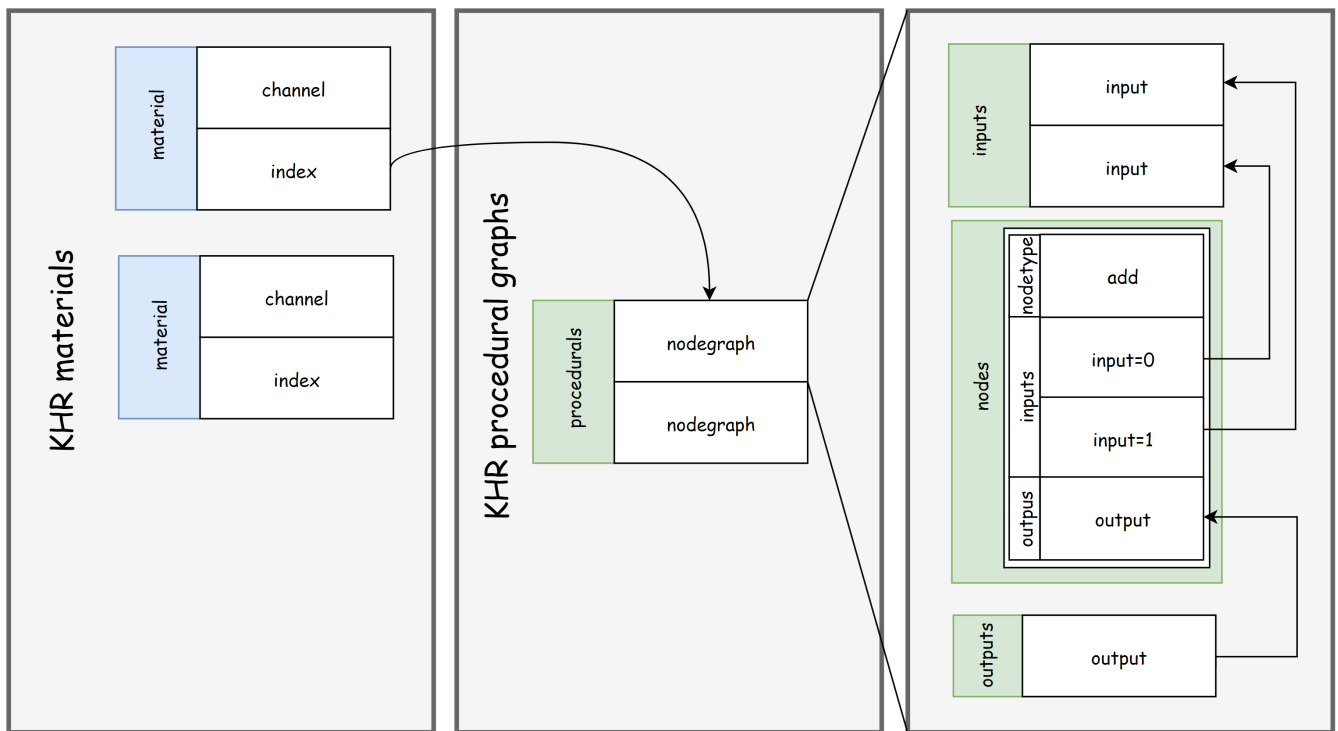 KHR materials
material
channel
index
material
channel
index
KHR procedural graphs
procedurals
nodegraph
nodegraph
inputs
input
input
nodes
nodetype
add
inputs
input=0
input=1
outpus
output
outputs
output